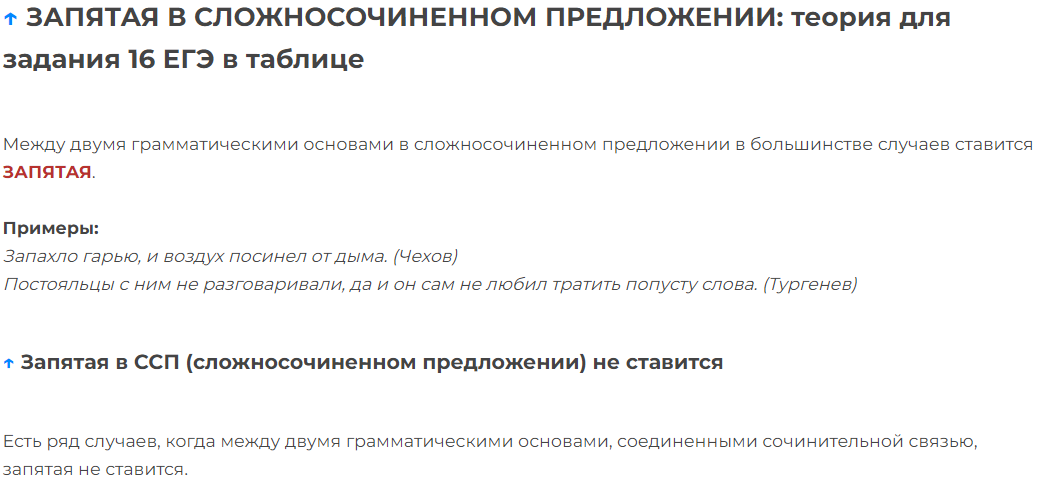 ↑ ЗАПЯТАЯ В СЛОЖНОСОЧИНЕННОМ ПРЕДЛОЖЕНИИ: теория для
задания 16 ЕГЭ в таблице
Между двумя грамматическими основами в сложносочиненном предложении в большинстве случаев ставится
ЗАПЯТАЯ.
Примеры:
Запахло гарью, и воздух посинел от дыма. (Чехов)
Постояльцы с ним не разговаривали, да и он сам не любил тратить попусту слова. (Тургенев)
↑ Запятая в ССП (сложносочиненном предложении) не ставится
Есть ряд случаев, когда между двумя грамматическими основами, соединенными сочинительной связью,
запятая не ставится.